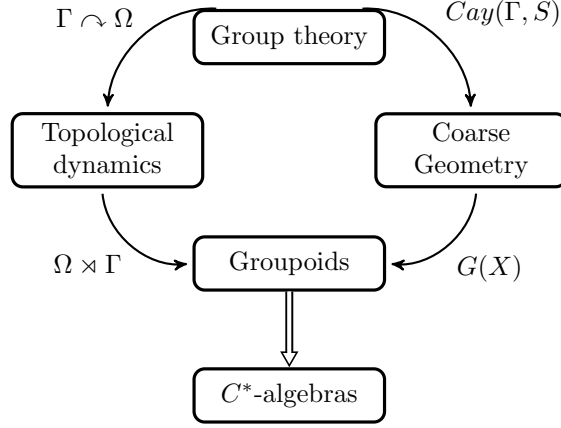 Γ ↷ Ω
Group theory
Cay(Γ, S)
Topological
dynamics
Coarse
Geometry
Ω ⋊ Γ
Groupoids
G(X)
C*-algebras